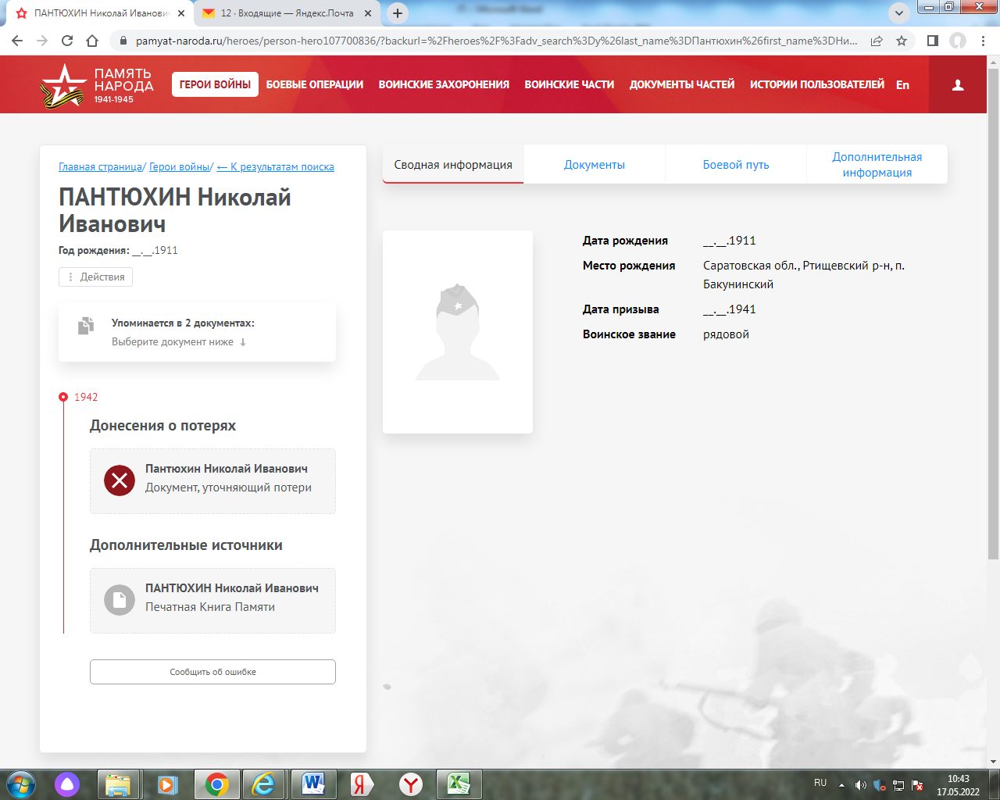 ПАНТЮХИН Николай Иванович
12 · Входящие — Яндекс.Почта
pamyat-naroda.ru/heroes/person-hero107700836/?backurl=%2Fheroes%2F%3Fadv_search%3Dy%26last_name%3DПантюхин%26first_name%3DНи...
ПАМЯТЬ
НАРОДА
1941-1945
ГЕРОИ ВОЙНЫ
БОЕВЫЕ ОПЕРАЦИИ
ВОИНСКИЕ ЗАХОРОНЕНИЯ
ВОИНСКИЕ ЧАСТИ
ДОКУМЕНТЫ ЧАСТЕЙ
ИСТОРИИ ПОЛЬЗОВАТЕЛЕЙ
En
Главная страница/ Герои войны/ ← К результатам поиска
ПАНТЮХИН Николай
Иванович
Год рождения: __.__.1911
Действия
Упоминается в 2 документах:
Выберите документ ниже ↓
1942
Донесения о потерях
Пантюхин Николай Иванович
Документ, уточняющий потери
Дополнительные источники
ПАНТЮХИН Николай Иванович
Печатная Книга Памяти
Сообщить об ошибке
Сводная информация
Документы
Боевой путь
Дополнительная
информация
Дата рождения __.__.1911
Место рождения Саратовская обл., Ртищевский р-н, п.
Бакунинский
Дата призыва __.__.1941
Воинское звание рядовой
RU
10:43
17.05.2022